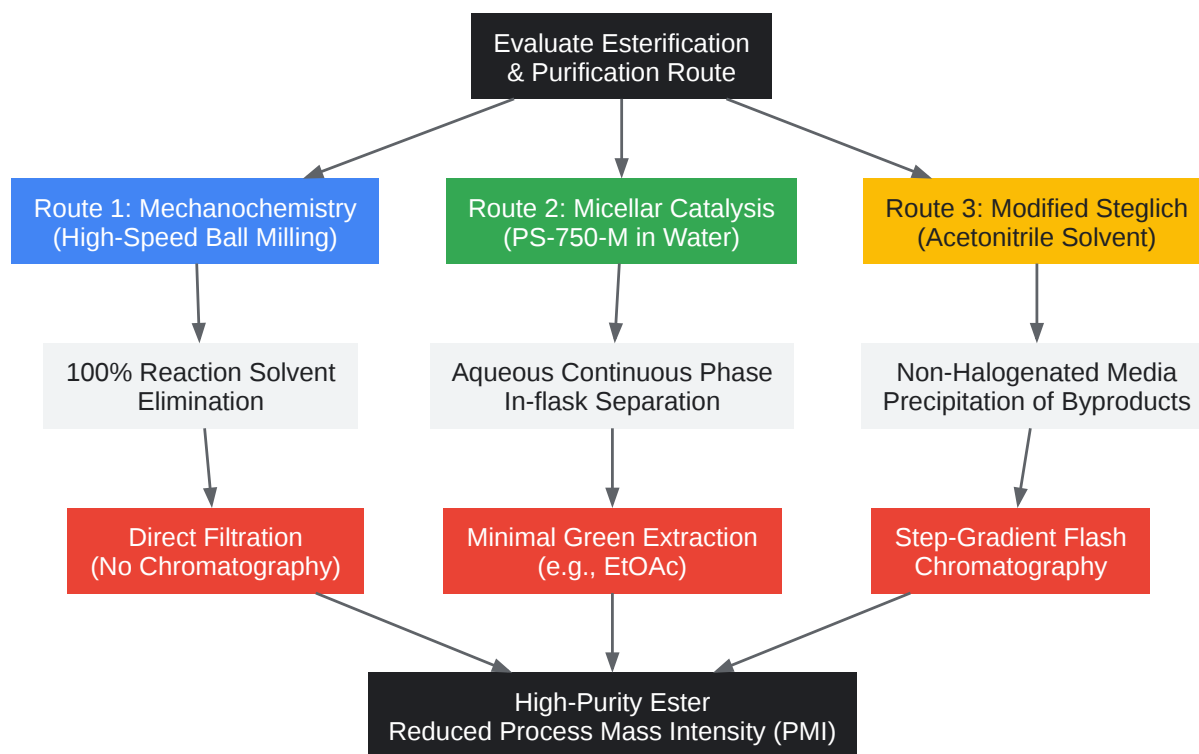 Evaluate Esterification
& Purification Route
Route 1: Mechanochemistry
(High-Speed Ball Milling)
Route 2: Micellar Catalysis
(PS-750-M in Water)
Route 3: Modified Steglich
(Acetonitrile Solvent)
100% Reaction Solvent
Elimination
Aqueous Continuous Phase
In-flask Separation
Non-Halogenated Media
Precipitation of Byproducts
Direct Filtration
(No Chromatography)
Minimal Green Extraction
(e.g., EtOAc)
Step-Gradient Flash
Chromatography
High-Purity Ester
Reduced Process Mass Intensity (PMI)